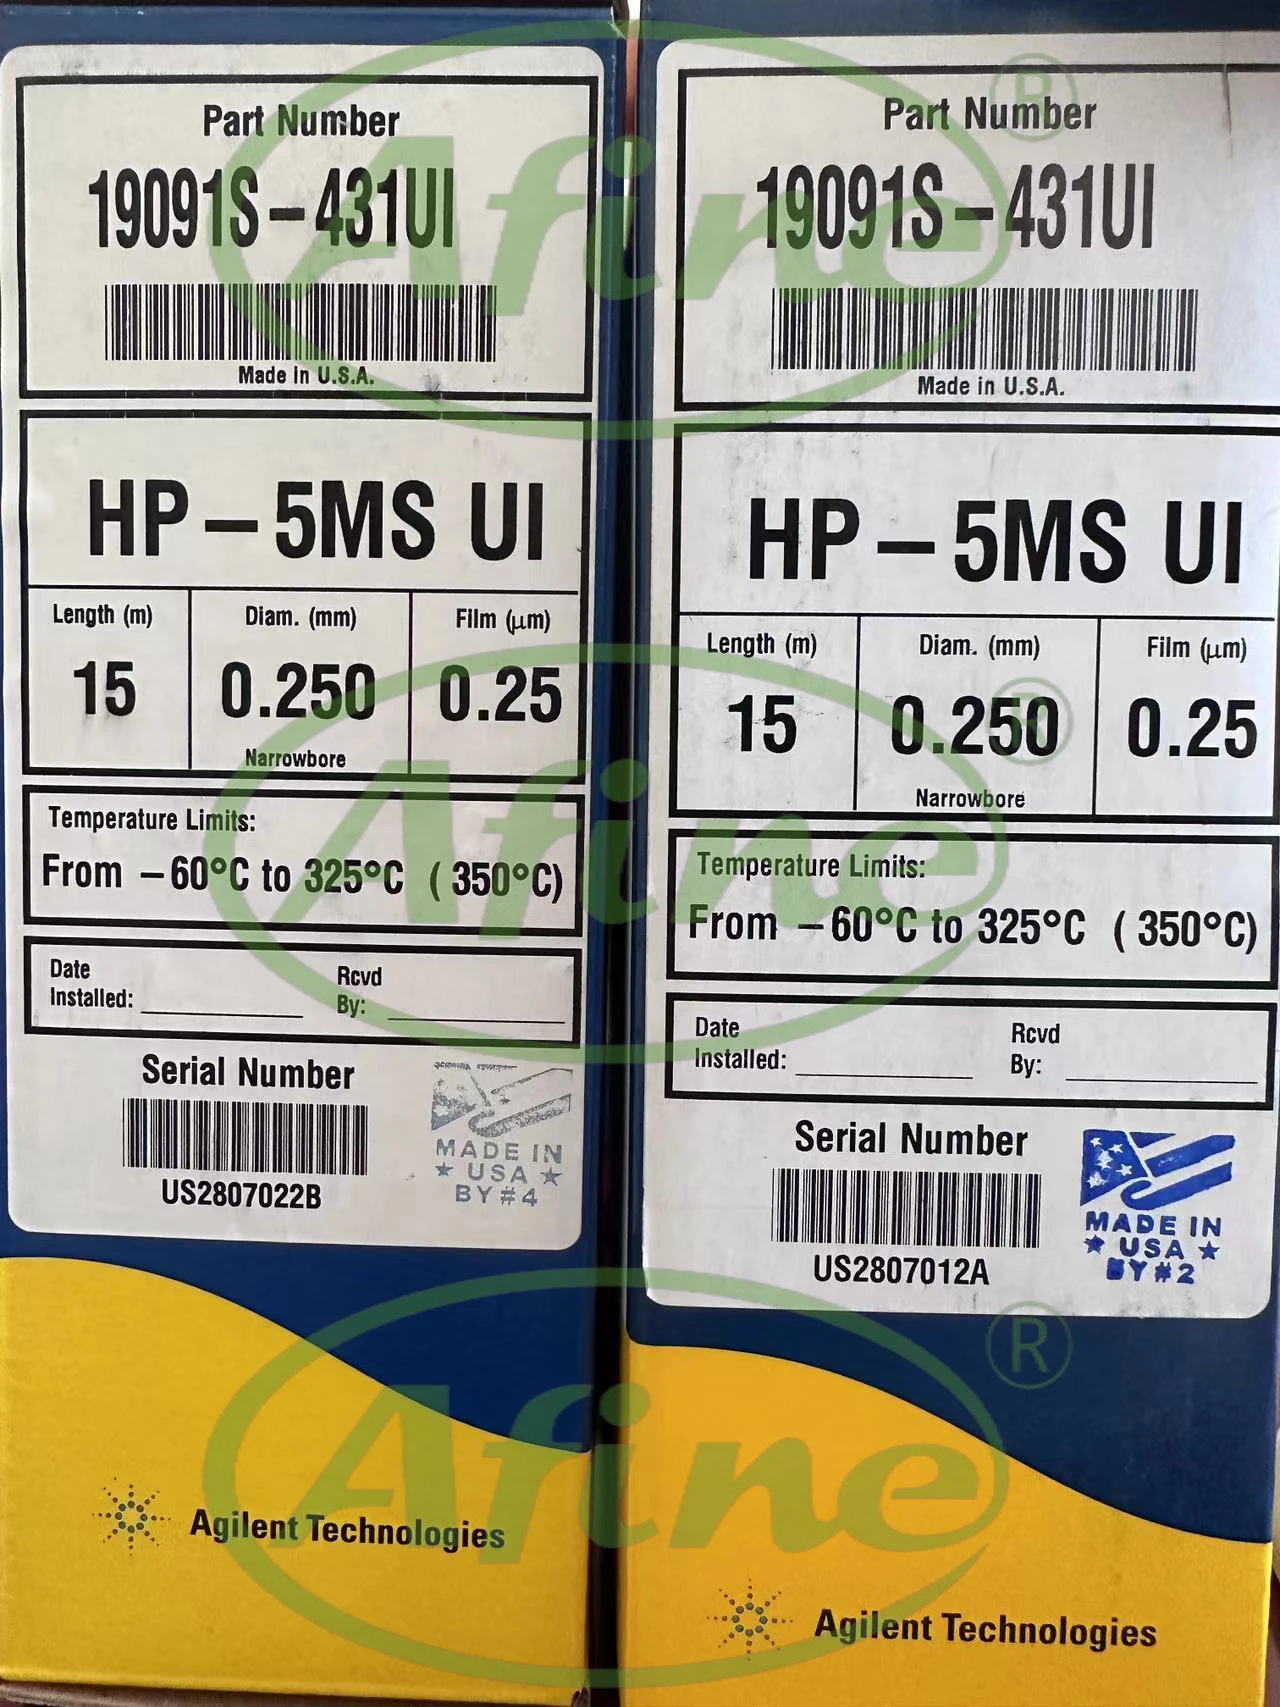 Part Number
19091S-431UI
Made in U.S.A.
HP-5MS UI
Length (m)
Diam. (mm)
Film (μm)
15
0.250
0.25
Narrowbore
Temperature Limits:
From -60°C to 325°C (350°C)
Date
Installed:
Rcvd
By:
Serial Number
US2807022B
MADE IN
★ USA ★
BY#4
Agilent Technologies
Part Number
19091S-431UI
Made in U.S.A.
HP-5MS UI
Length (m)
Diam. (mm)
Film (μm)
15
0.250
0.25
Narrowbore
Temperature Limits:
From -60°C to 325°C (350°C)
Date
Installed:
Rcvd
By:
Serial Number
US2807012A
MADE IN
★ USA ★
BY#2
Agilent Technologies
Afine ®
Afine ®
Afine ®